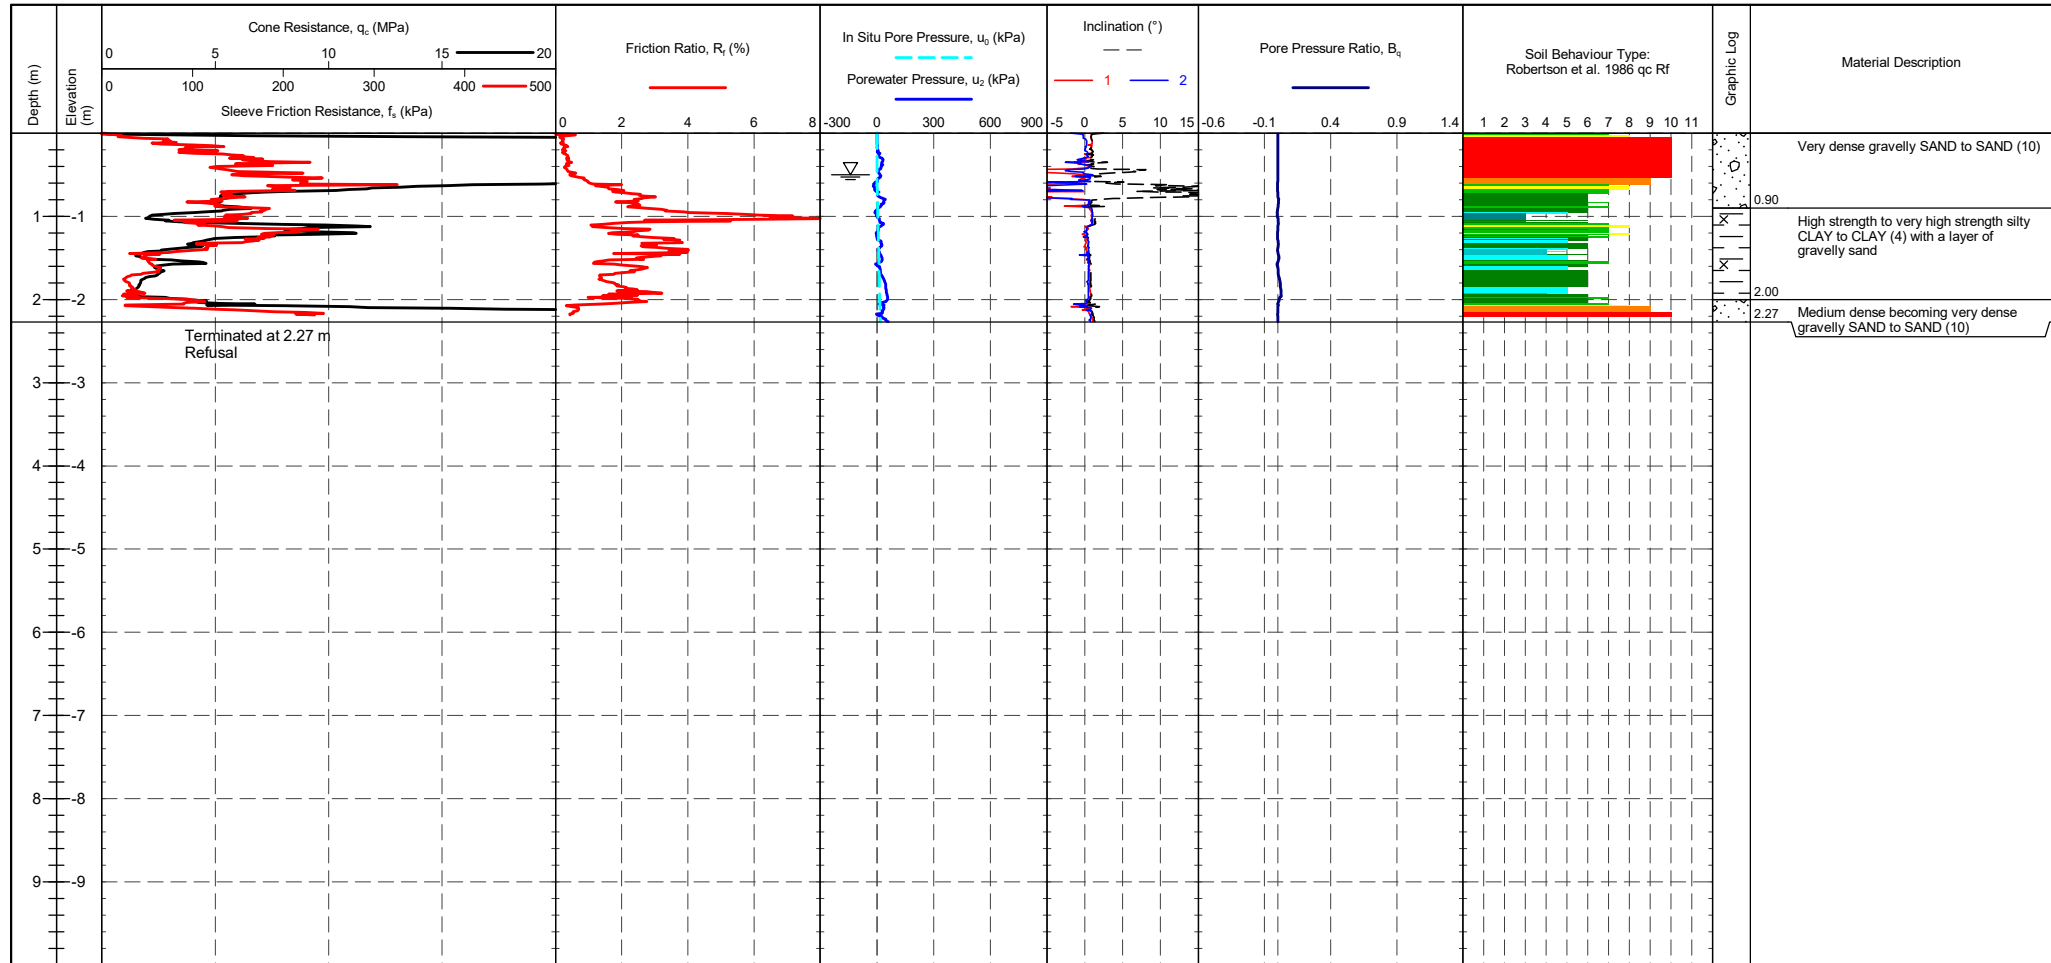 Depth (m)
Elevation
(m)
Cone Resistance, qc (MPa)
0 5 10 15 20
0 100 200 300 400 500
Sleeve Friction Resistance, fs (kPa)
Friction Ratio, Rf (%)
0 2 4 6 8
In Situ Pore Pressure, u0 (kPa)
Porewater Pressure, u2 (kPa)
-300 0 300 600 900
Inclination (°)
1 2
-5 0 5 10 15
Pore Pressure Ratio, Bq
-0.6 -0.1 0.4 0.9 1.4
Soil Behaviour Type:
Robertson et al. 1986 qc Rf
1 2 3 4 5 6 7 8 9 10 11
Graphic Log
Material Description
Very dense gravelly SAND to SAND (10)
0.90
1 -1
High strength to very high strength silty
CLAY to CLAY (4) with a layer of
gravelly sand
2.00
2 -2
2.27
Medium dense becoming very dense
gravelly SAND to SAND (10)
Terminated at 2.27 m
Refusal
3 -3
4 -4
5 -5
6 -6
7 -7
8 -8
9 -9